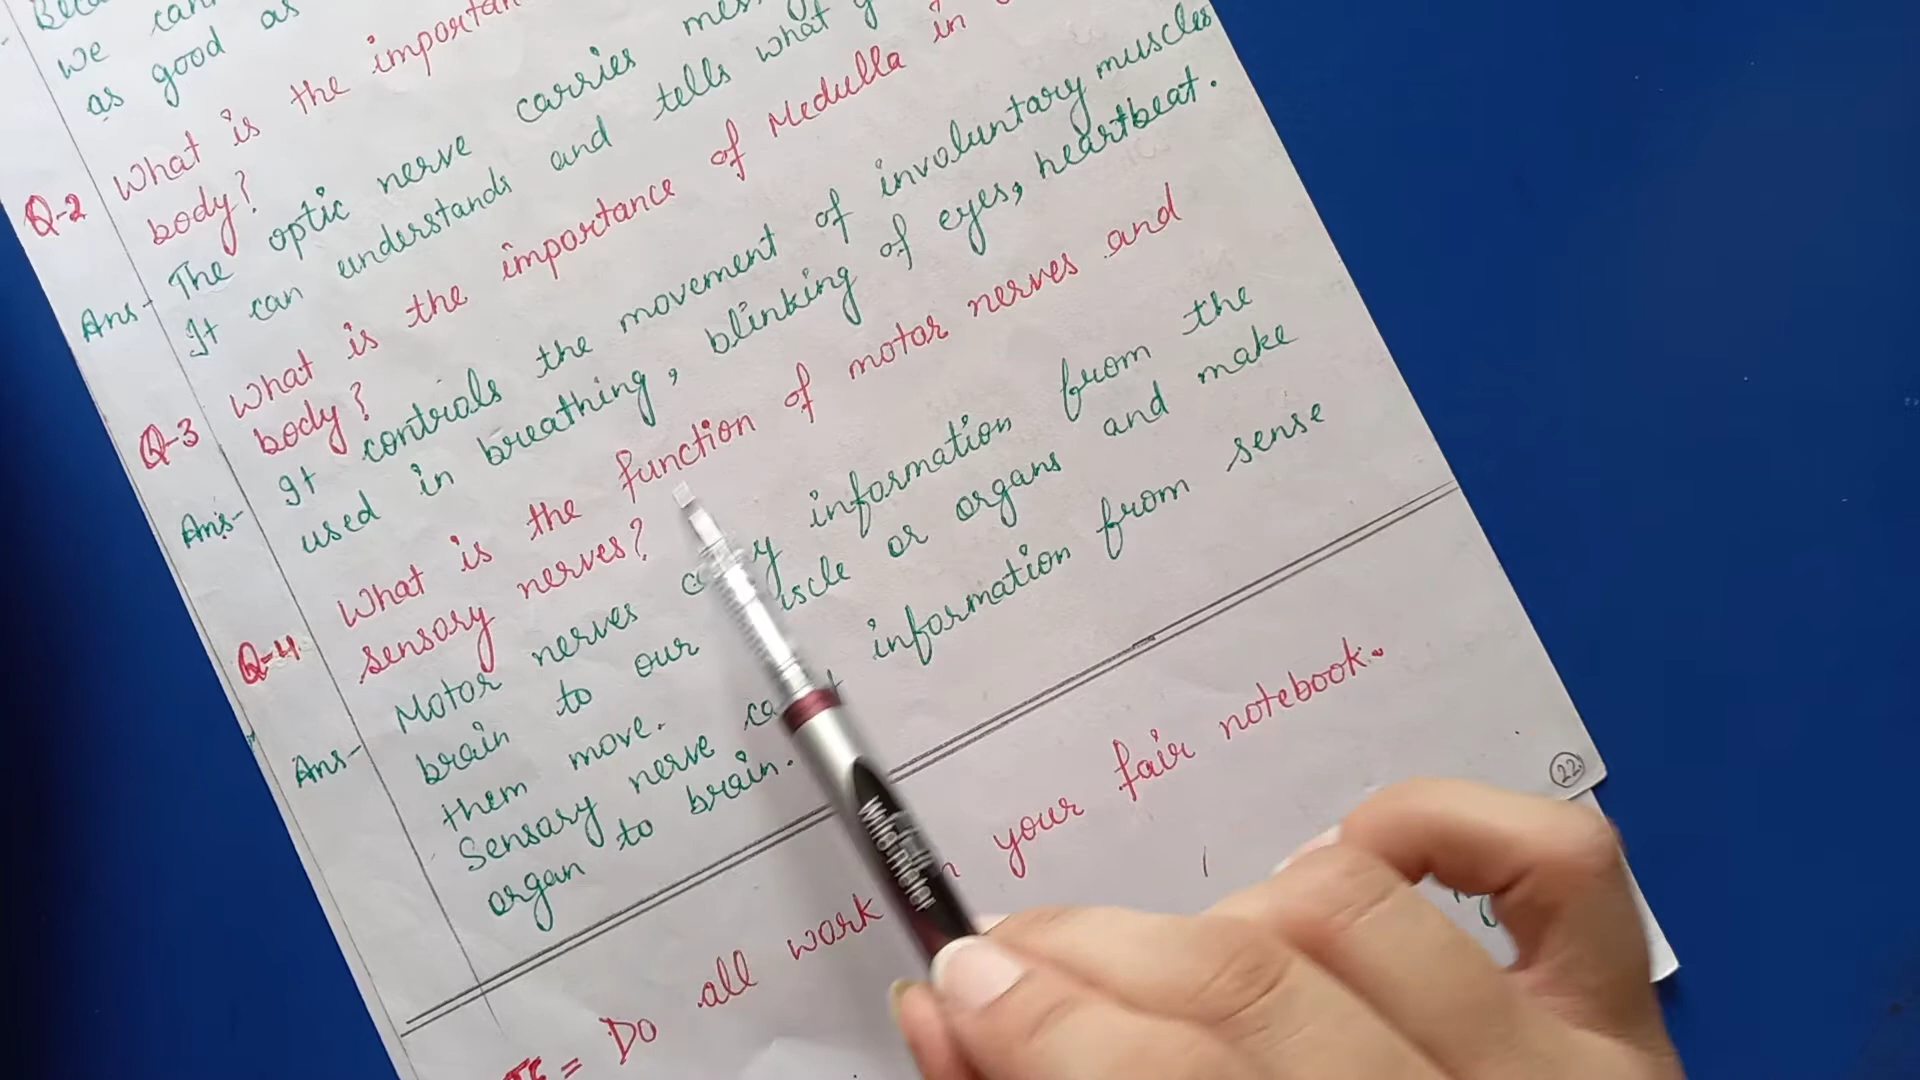 we can
as good as
Q-2 What is the importan
body?
Ans- The optic nerve carries mes
It can understands and tells what y
Q-3 What is the importance of Medulla in
body?
Ans- It controls the movement of involuntary muscles
used in breathing, blinking of eyes, heartbeat.
Q-4 What is the function of motor nerves and
sensory nerves?
Ans- Motor nerves information from the
brain to our or organs and make
them move.
Sensary nerve information from sense
organ to brain.
22
= Do all work your fair notebook.